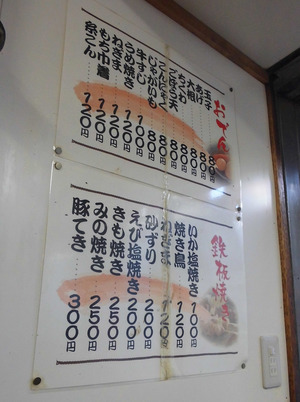 おでん
玉子 80円
あげ 80円
大根 80円
ちくわ 80円
ごぼう天 80円
こんにゃく 80円
じゃがいも 80円
牛すじ 120円
うめ焼き 120円
ねぎま 120円
もち巾着 120円
鉄板焼き
いか塩焼き 100円
焼き鳥 120円
ねぎま 120円
砂ずり 200円
えび塩焼き 200円
きも焼き 250円
みの焼き 250円
豚てき 300円